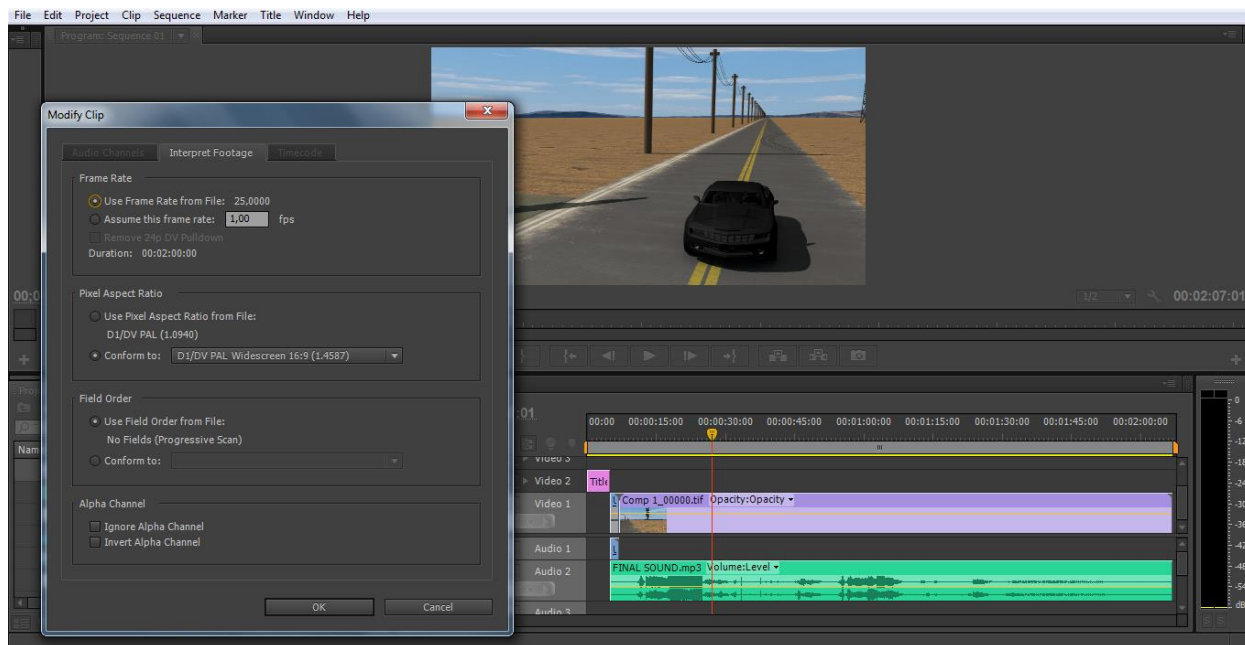 File Edit Project Clip Sequence Marker Title Window Help
Program: Sequence 01
Modify Clip
Audio Channels Interpret Footage Timecode
Frame Rate
Use Frame Rate from File: 25,0000
Assume this frame rate: 1,00 fps
Remove 24p DV Pulldown
Duration: 00:02:00:00
Pixel Aspect Ratio
Use Pixel Aspect Ratio from File:
D1/DV PAL (1.0940)
Conform to: D1/DV PAL Widescreen 16:9 (1.4587)
Field Order
Use Field Order from File:
No Fields (Progressive Scan)
Conform to:
Alpha Channel
Ignore Alpha Channel
Invert Alpha Channel
OK Cancel
00;0
1/2 00:02:07:01
Nam
:01
00:00 00:00:15:00 00:00:30:00 00:00:45:00 00:01:00:00 00:01:15:00 00:01:30:00 00:01:45:00 00:02:00:00
Video 3
Video 2 Title
Video 1 Comp 1_00000.tif Opacity:Opacity
Audio 1
Audio 2 FINAL SOUND.mp3 Volume:Level
Audio 3
0
-6
-12
-18
-24
-30
-36
-42
-48
-54
dB
S S